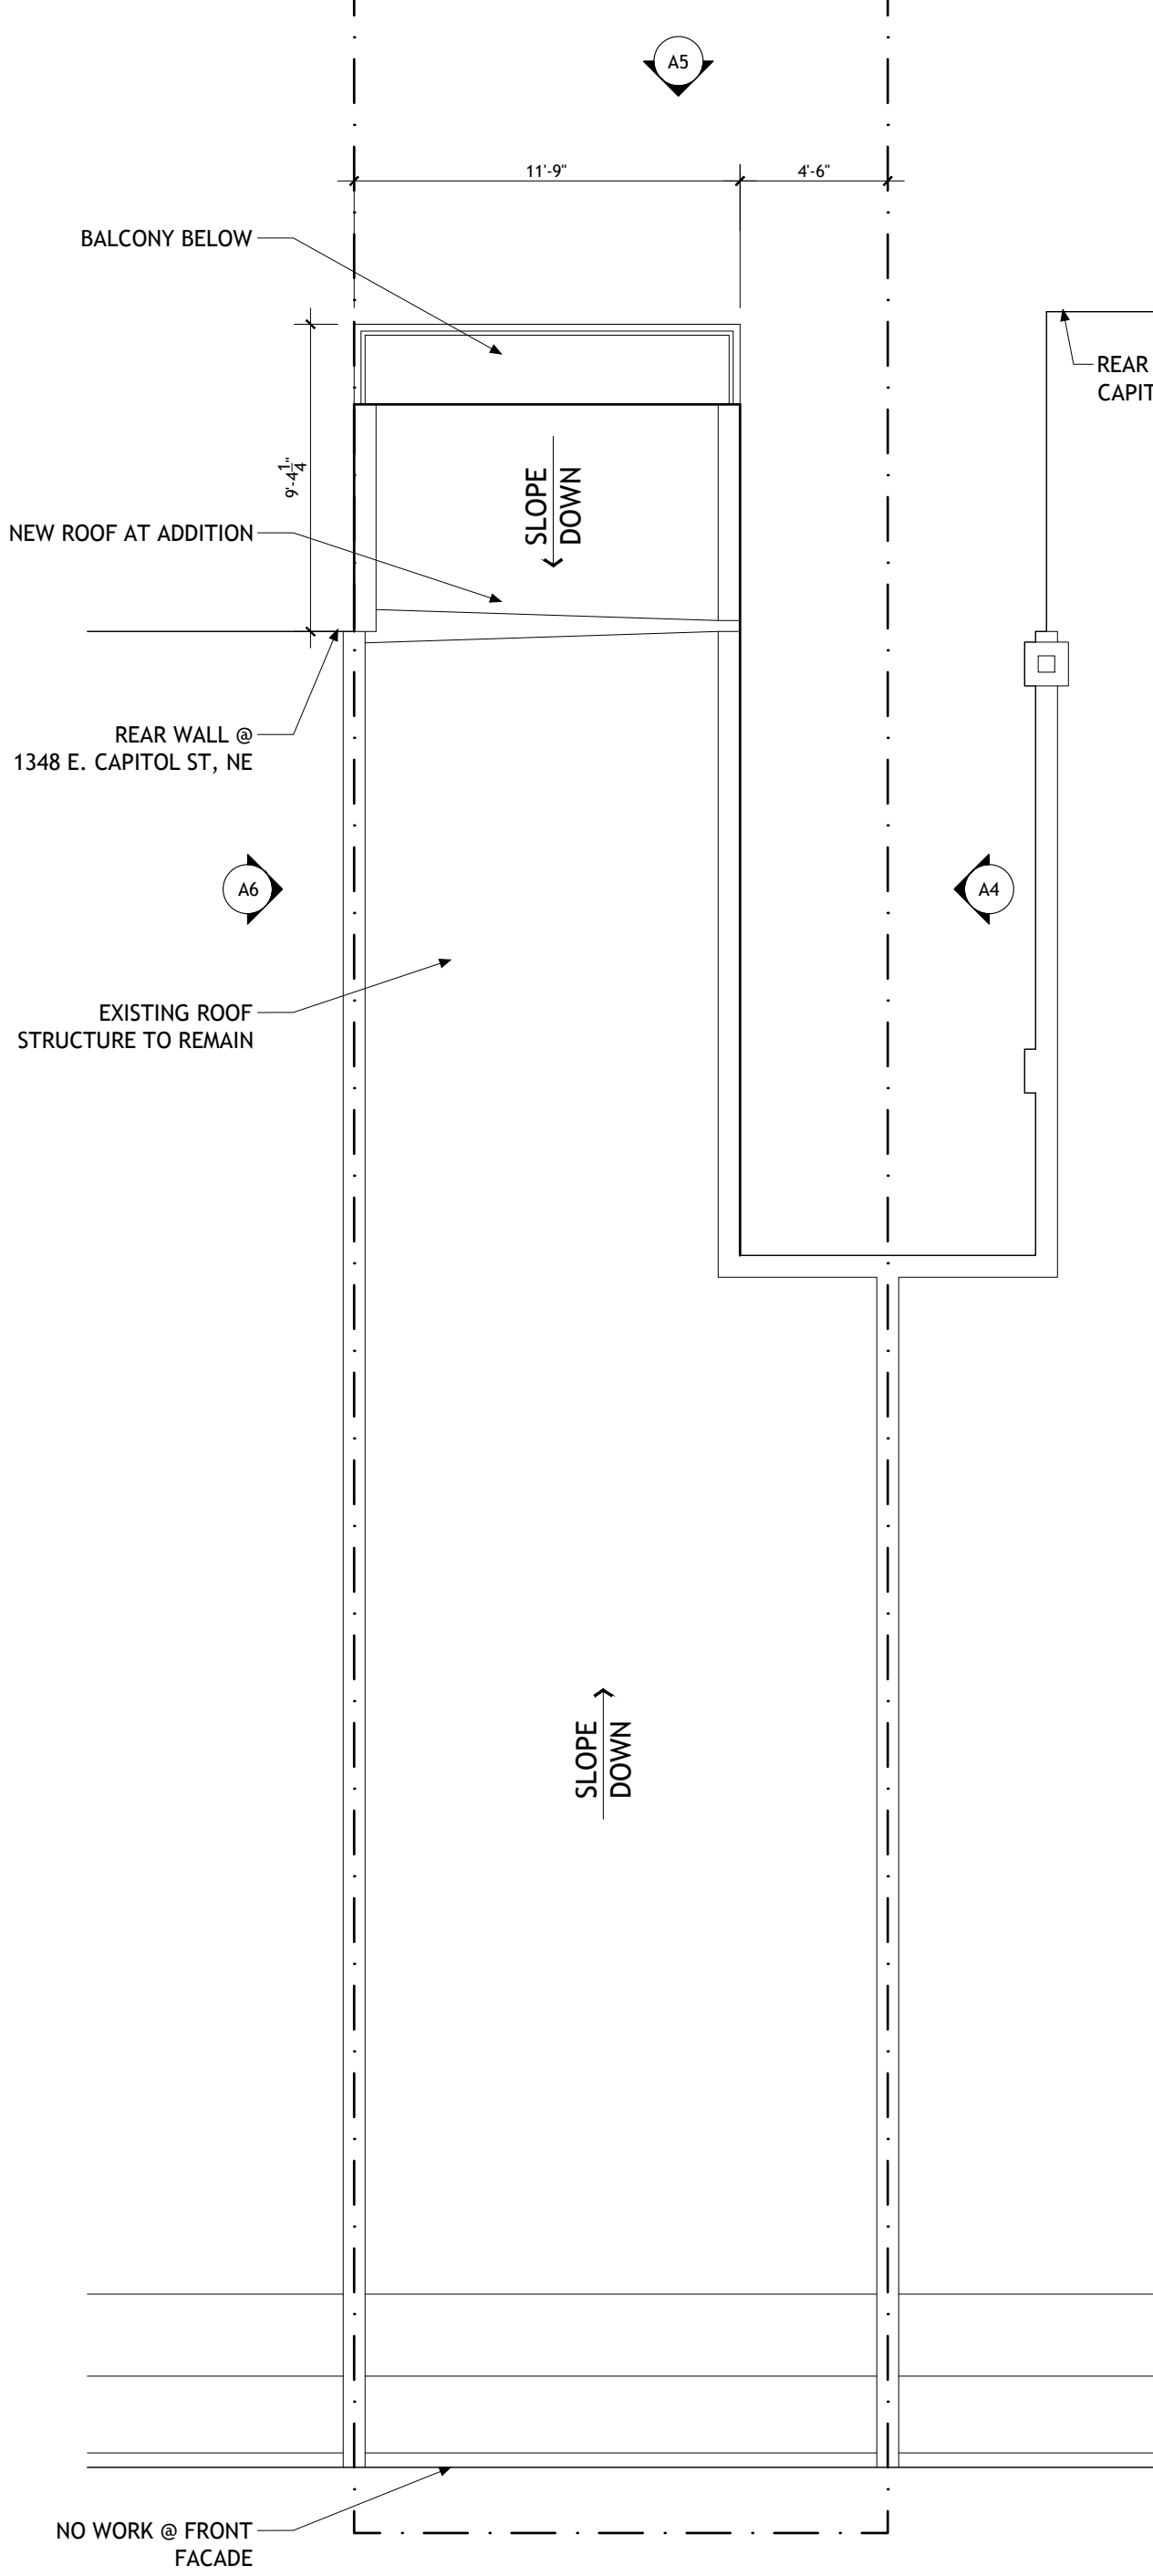 A5
11'-9"
4'-6"
BALCONY BELOW
REAR
CAPIT
9'-4 1/4"
SLOPE
DOWN
NEW ROOF AT ADDITION
REAR WALL @
1348 E. CAPITOL ST, NE
A6
A4
EXISTING ROOF
STRUCTURE TO REMAIN
SLOPE
DOWN
NO WORK @ FRONT
FACADE